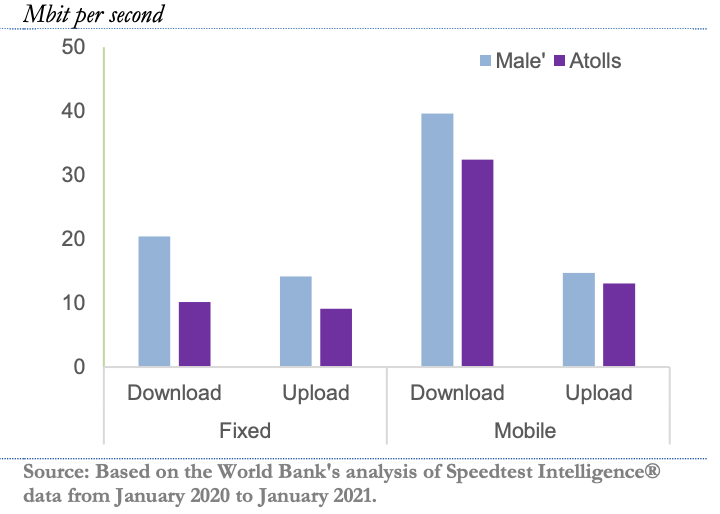 Mbit per second
50
Male' Atolls
40
30
20
10
0
Download Upload Download Upload
Fixed Mobile
Source: Based on the World Bank's analysis of Speedtest Intelligence®
data from January 2020 to January 2021.